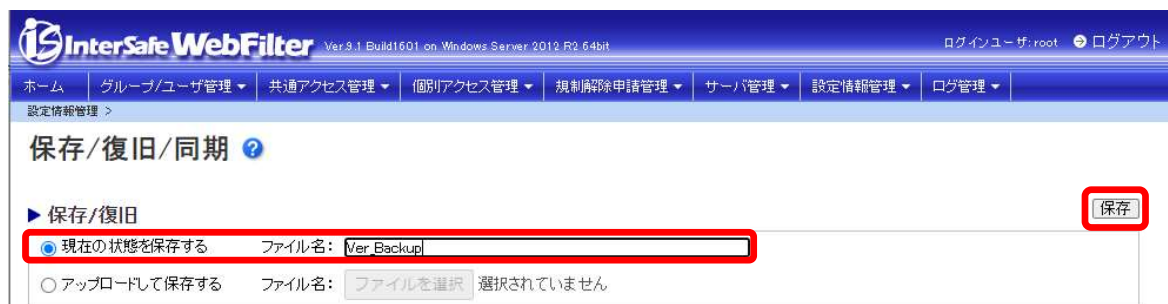 InterSafe WebFilter Ver.9.1 Build1601 on Windows Server 2012 R2 64bit ログインユーザ:root ログアウト
ホーム グループ/ユーザ管理▼ 共通アクセス管理▼ 個別アクセス管理▼ 規制解除申請管理▼ サーバ管理▼ 設定情報管理▼ ログ管理▼
設定情報管理 >
保存/復旧/同期 ?
▶保存/復旧 保存
現在の状態を保存する ファイル名: Ver_Backup
アップロードして保存する ファイル名: ファイルを選択 選択されていません